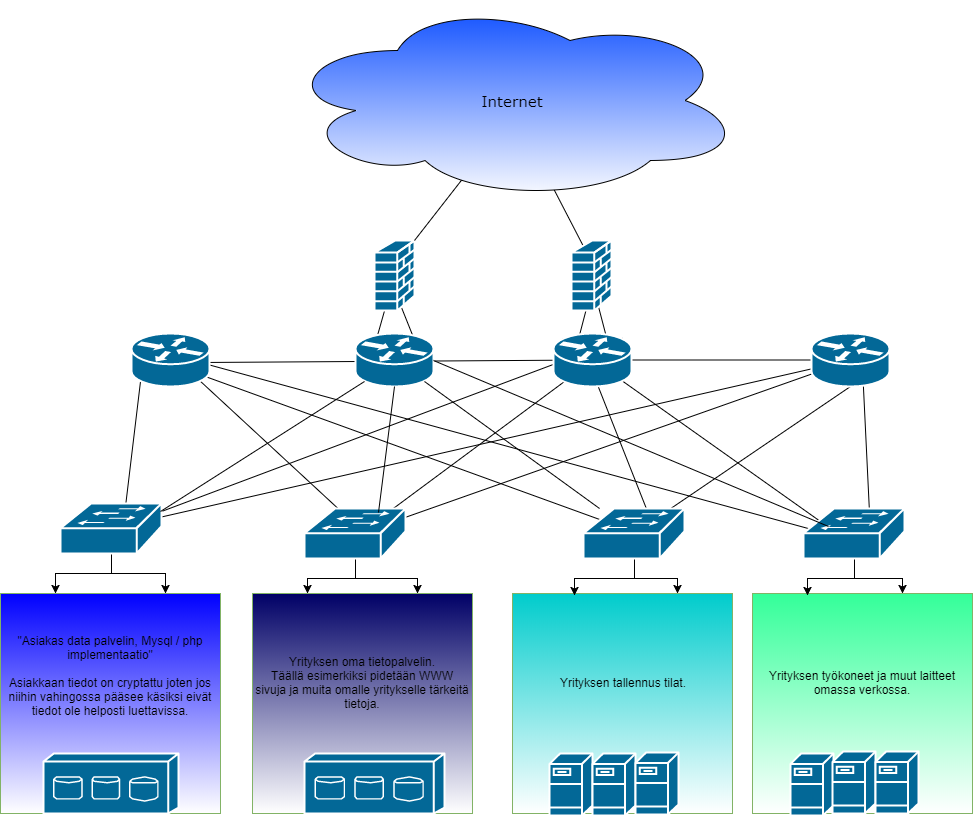 Internet
"Asiakas data palvelin, Mysql / php
implementaatio"
Asiakkaan tiedot on cryptattu joten jos
niihin vahingossa pääsee käsiksi eivät
tiedot ole helposti luettavissa.
Yrityksen oma tietopalvelin.
Täällä esimerkiksi pidetään WWW
sivuja ja muita omalle yritykselle tärkeitä
tietoja.
Yrityksen tallennus tilat.
Yrityksen työkoneet ja muut laitteet
omassa verkossa.